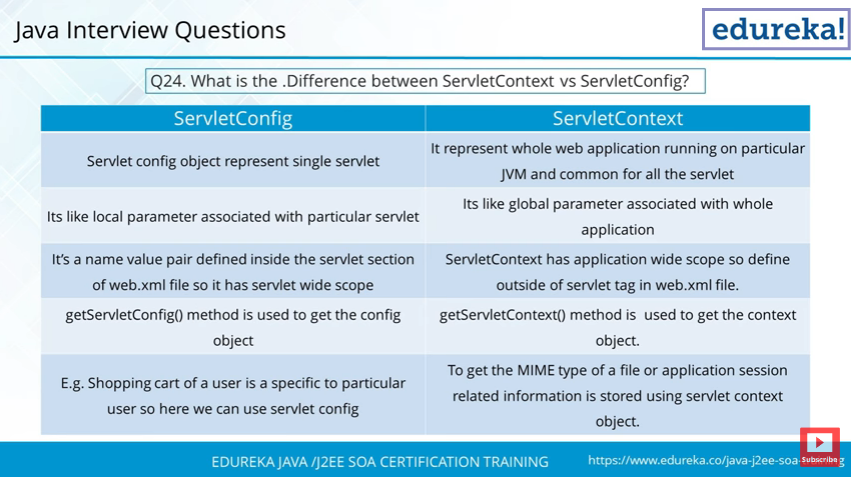 Java Interview Questions
edureka!
Q24. What is the .Difference between ServletContext vs ServletConfig?
ServletConfig
ServletContext
Servlet config object represent single servlet
It represent whole web application running on particular
JVM and common for all the servlet
Its like local parameter associated with particular servlet
Its like global parameter associated with whole
application
It's a name value pair defined inside the servlet section
of web.xml file so it has servlet wide scope
ServletContext has application wide scope so define
outside of servlet tag in web.xml file.
getServletConfig() method is used to get the config
object
getServletContext() method is used to get the context
object.
E.g. Shopping cart of a user is a specific to particular
user so here we can use servlet config
To get the MIME type of a file or application session
related information is stored using servlet context
object.
Subscribe
EDUREKA JAVA /J2EE SOA CERTIFICATION TRAINING
https://www.edureka.co/java-j2ee-soa-